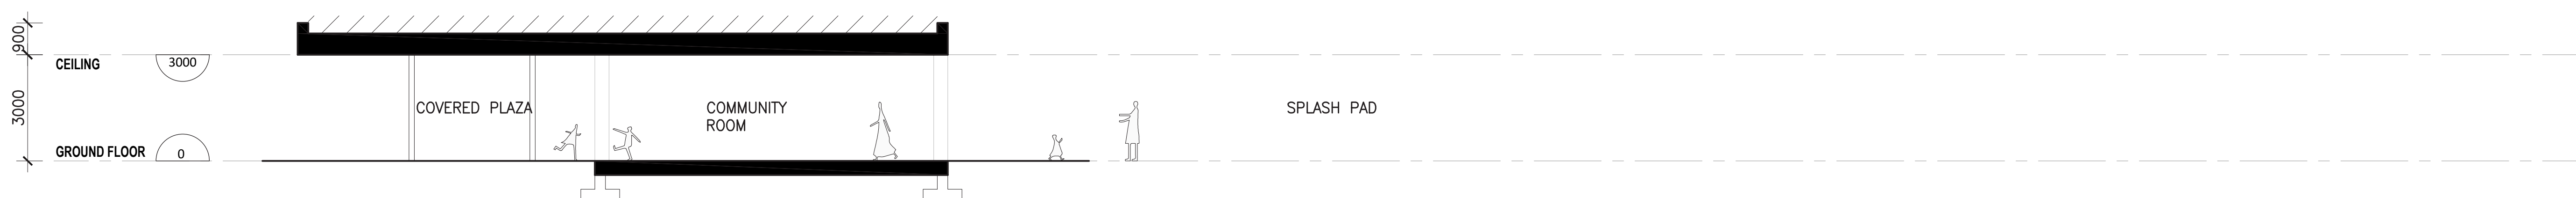 900
CEILING
3000
3000
COVERED PLAZA
COMMUNITY
ROOM
SPLASH PAD
GROUND FLOOR
0